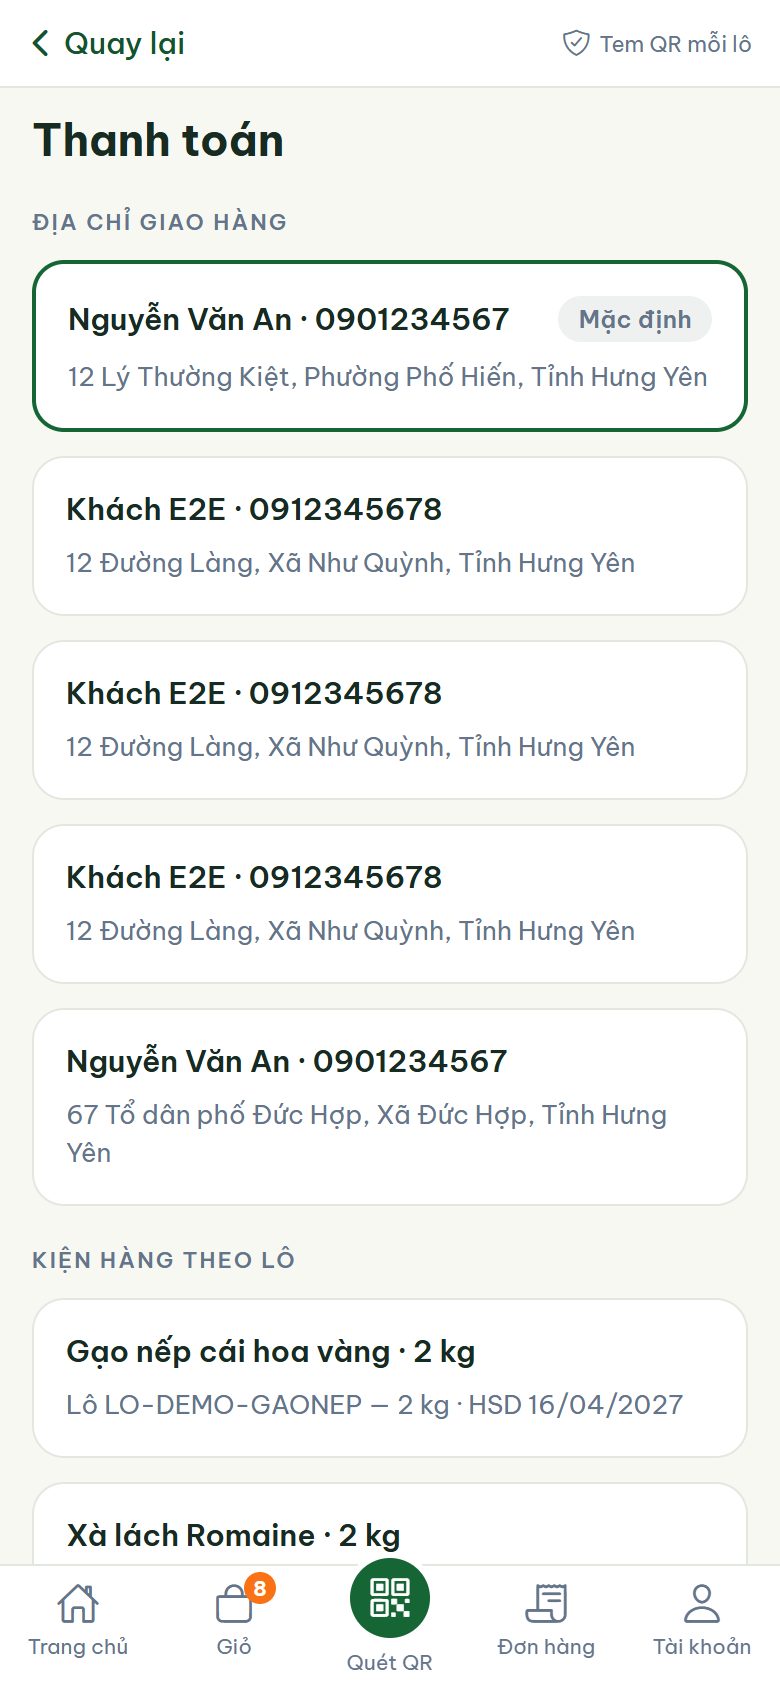 Quay lại
Tem QR mỗi lô
Thanh toán
ĐỊA CHỈ GIAO HÀNG
Nguyễn Văn An · 0901234567
Mặc định
12 Lý Thường Kiệt, Phường Phố Hiến, Tỉnh Hưng Yên
Khách E2E · 0912345678
12 Đường Làng, Xã Như Quỳnh, Tỉnh Hưng Yên
Khách E2E · 0912345678
12 Đường Làng, Xã Như Quỳnh, Tỉnh Hưng Yên
Khách E2E · 0912345678
12 Đường Làng, Xã Như Quỳnh, Tỉnh Hưng Yên
Nguyễn Văn An · 0901234567
67 Tổ dân phố Đức Hợp, Xã Đức Hợp, Tỉnh Hưng
Yên
KIỆN HÀNG THEO LÔ
Gạo nếp cái hoa vàng · 2 kg
Lô LO-DEMO-GAONEP — 2 kg · HSD 16/04/2027
Xà lách Romaine · 2 kg
8
Trang chủ
Giỏ
Quét QR
Đơn hàng
Tài khoản